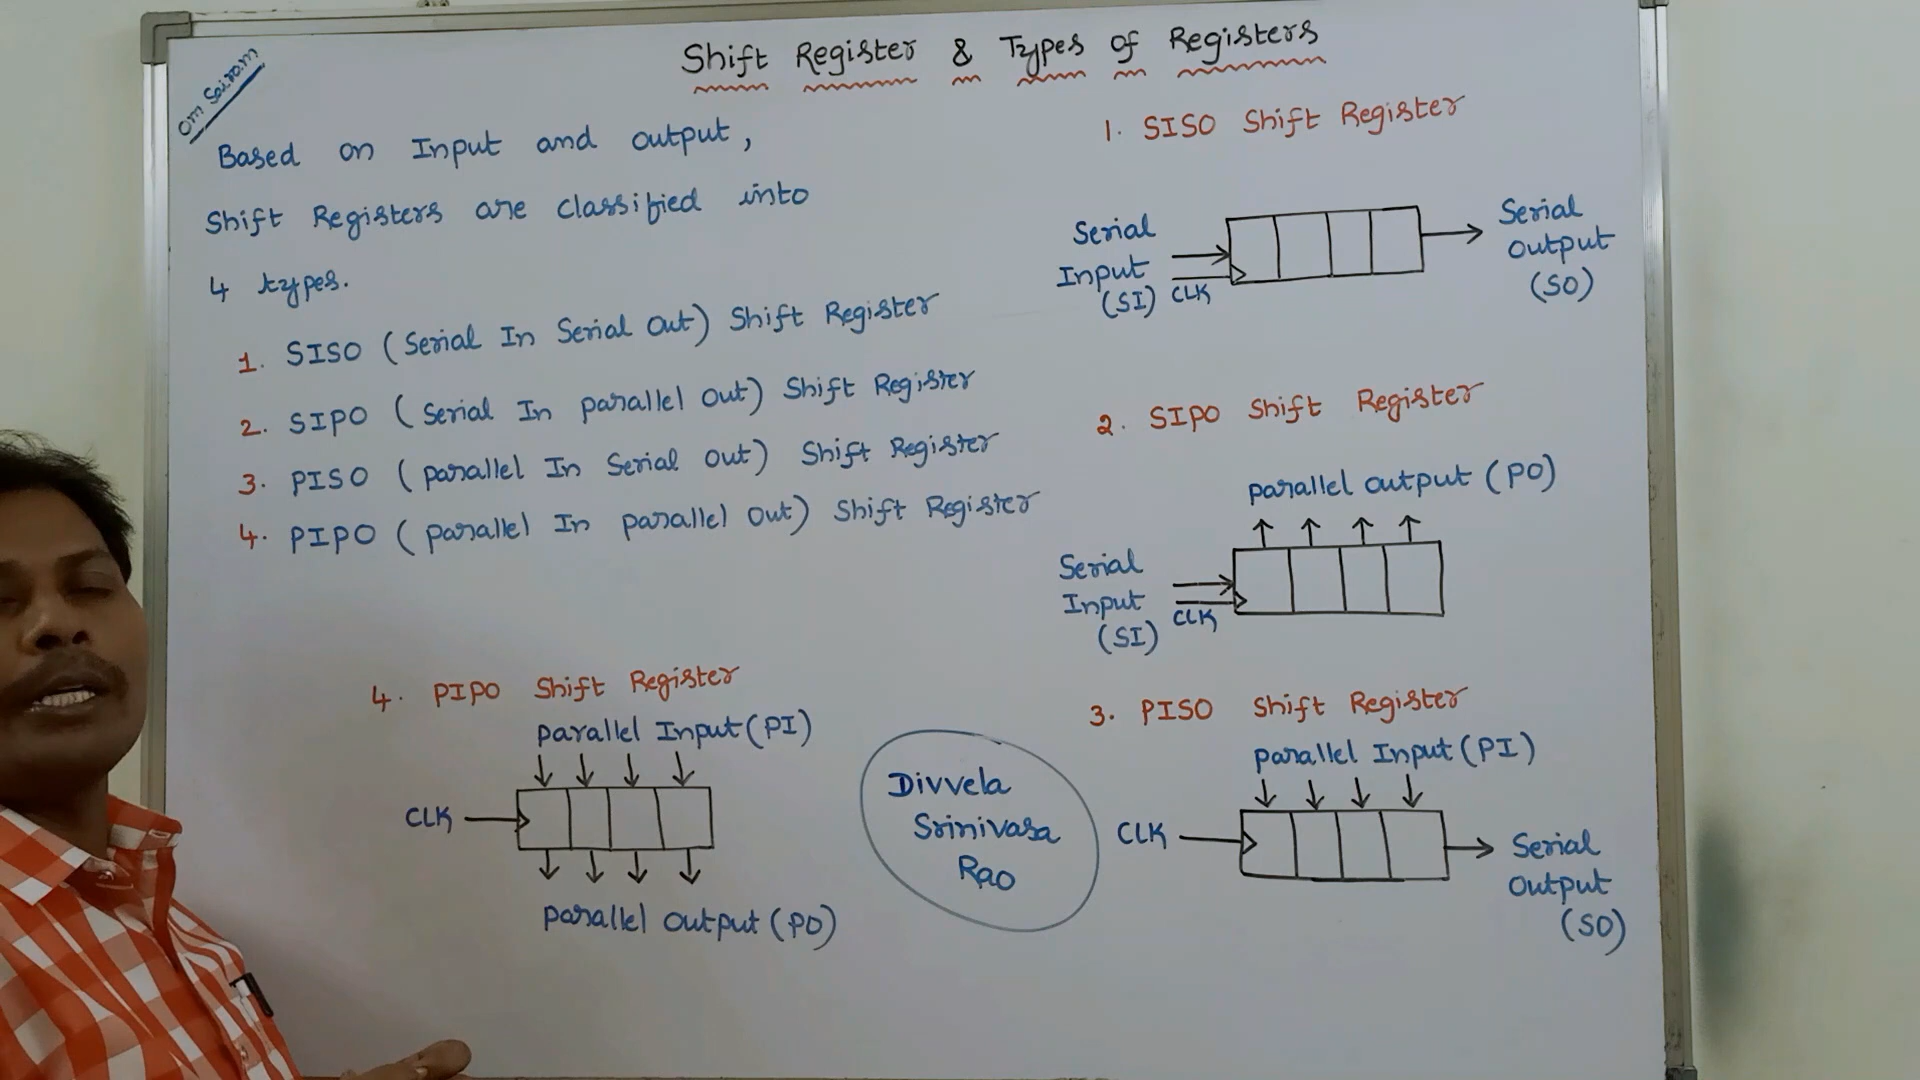 Om Sairam
Shift Register & Types of Registers
Based on Input and output,
Shift Registers are classified into
4 types.
1. SISO (Serial In Serial Out) Shift Register
2. SIPO (Serial In parallel Out) Shift Register
3. PISO (parallel In Serial Out) Shift Register
4. PIPO (parallel In parallel Out) Shift Register
1. SISO Shift Register
Serial
Input
(SI)
CLK
Serial
Output
(SO)
2. SIPO Shift Register
parallel output (PO)
Serial
Input
(SI)
CLK
3. PISO Shift Register
parallel Input (PI)
CLK
Serial
Output
(SO)
4. PIPO Shift Register
parallel Input (PI)
CLK
parallel Output (PO)
Divvela
Srinivasa
Rao